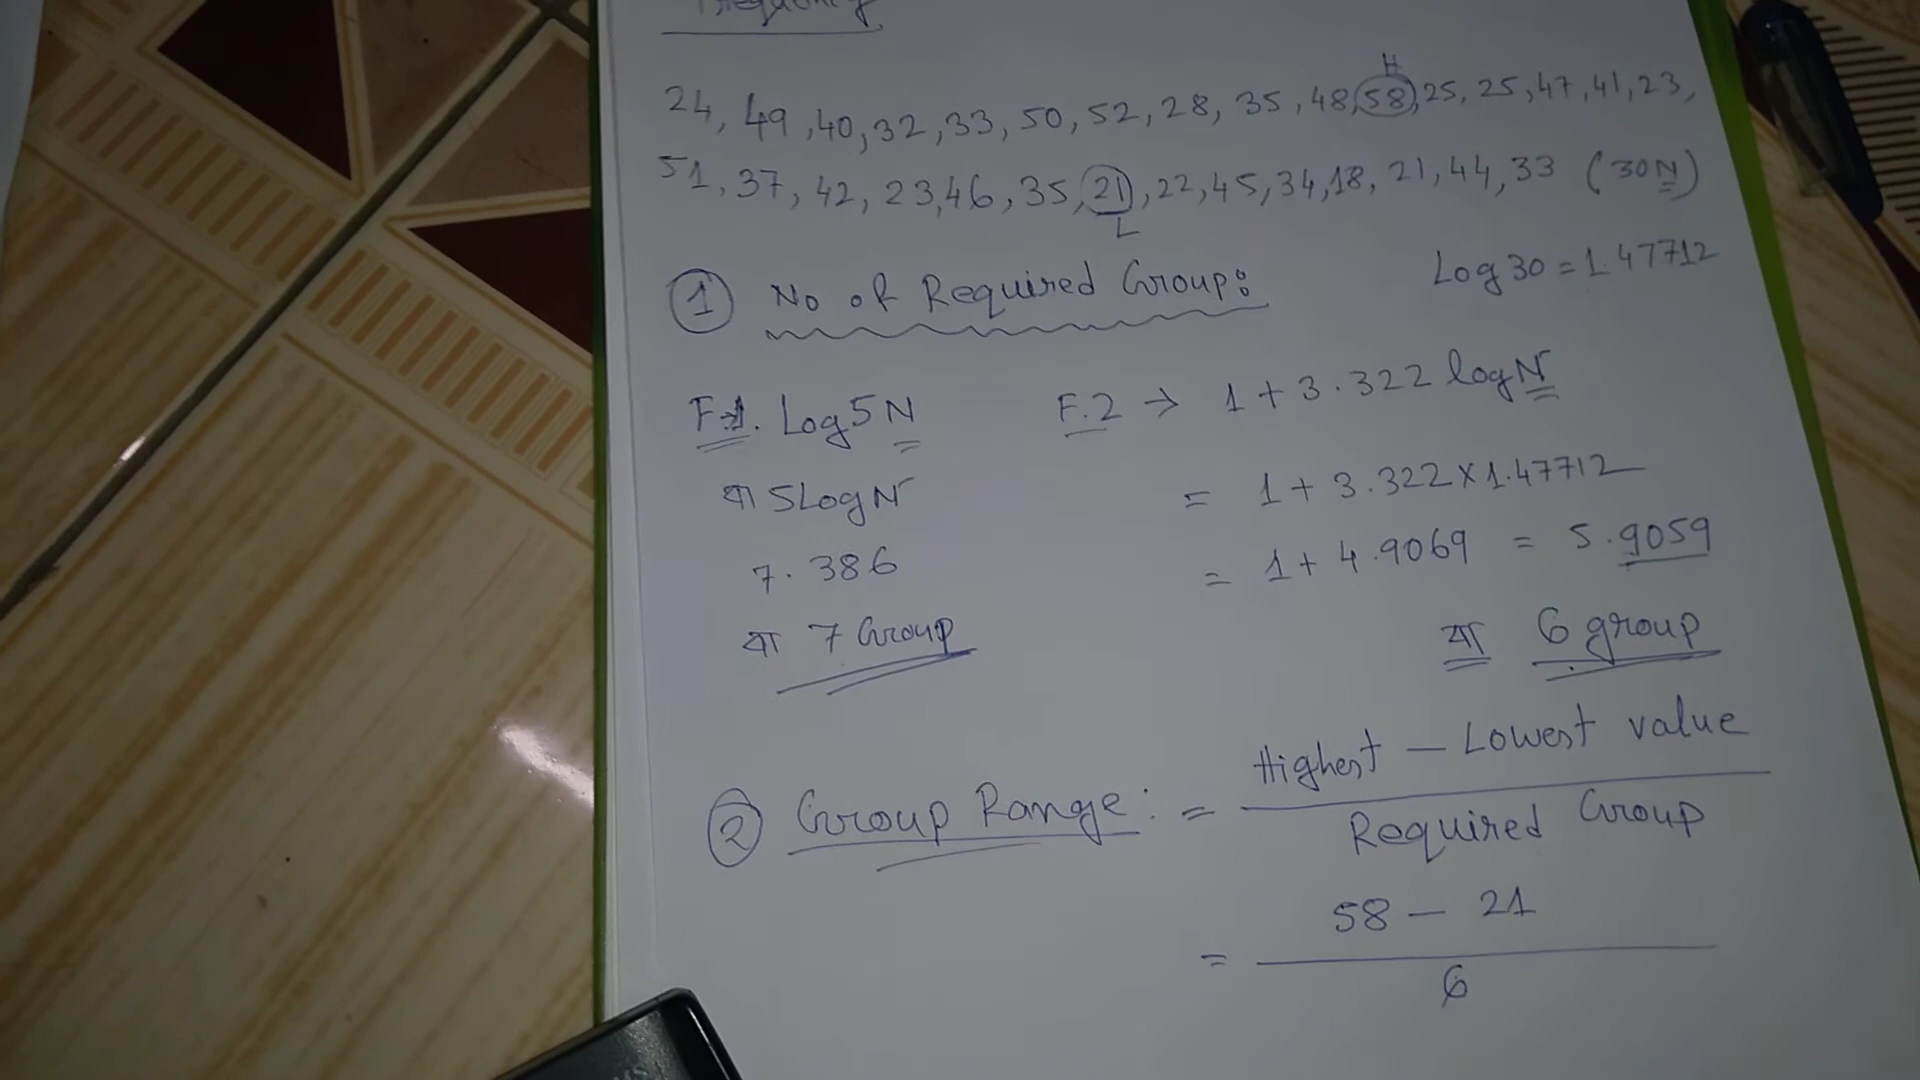 Frequency
24, 49, 40, 32, 33, 50, 52, 28, 35, 48, 58, 25, 25, 47, 41, 23,
H
51, 37, 42, 23, 46, 35, 21, 22, 45, 34, 18, 21, 44, 33 (30N)
L
① No of Required Group:
Log 30 = 1.47712
F.1. Log5N
F.2 → 1 + 3.322 log N
বা 5LogN
= 1 + 3.322 x 1.47712
7.386
= 1 + 4.9069 = 5.9059
বা 7 Group
বা 6 group
② Group Range: = Highest - Lowest value
Required Group
= 58 - 21
6